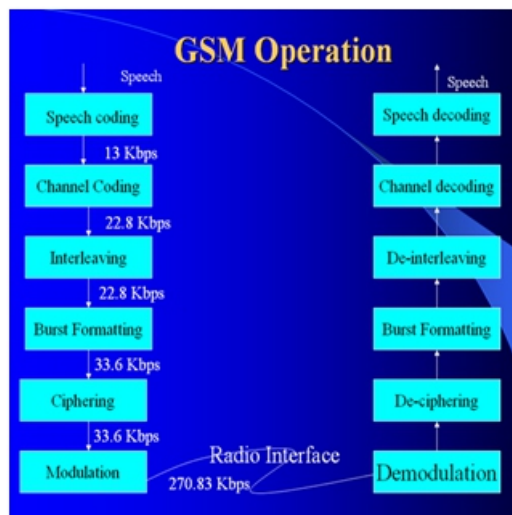 GSM Operation
Speech
Speech coding
13 Kbps
Channel Coding
22.8 Kbps
Interleaving
22.8 Kbps
Burst Formatting
33.6 Kbps
Ciphering
33.6 Kbps
Modulation
Radio Interface
270.83 Kbps
Speech
Speech decoding
Channel decoding
De-interleaving
Burst Formatting
De-ciphering
Demodulation